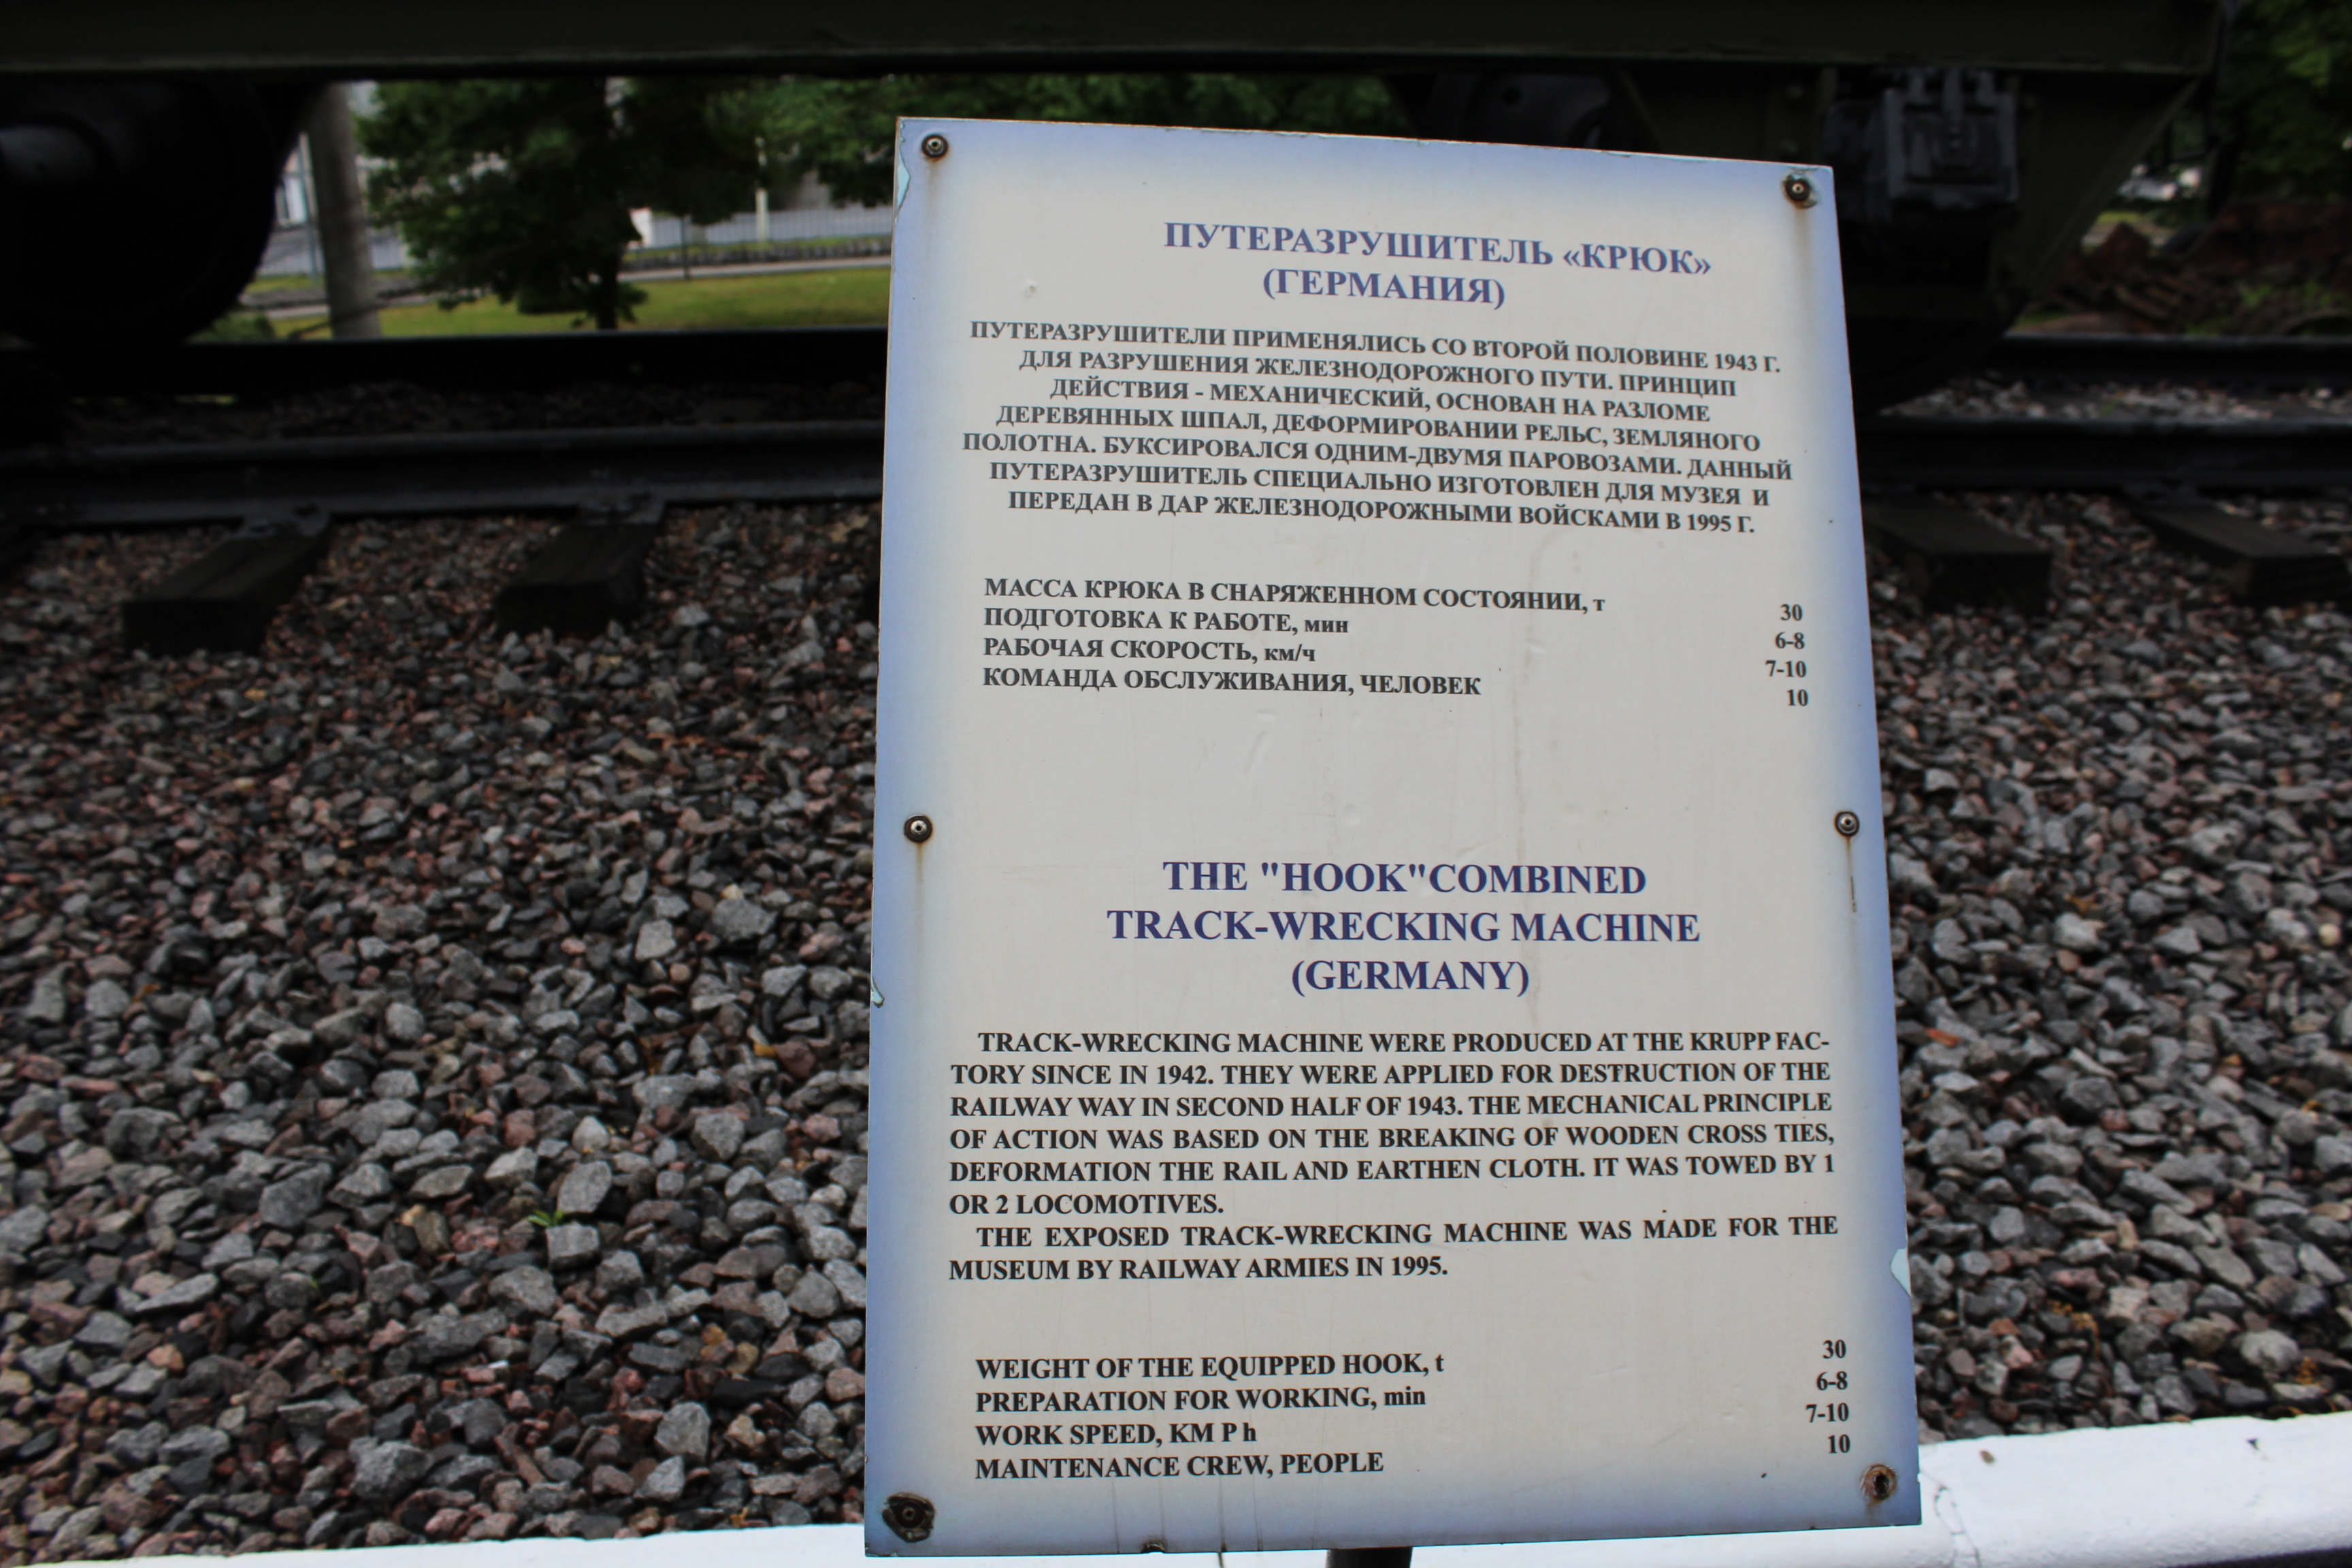 ПУТЕРАЗРУШИТЕЛЬ «КРЮК»
(ГЕРМАНИЯ)
ПУТЕРАЗРУШИТЕЛИ ПРИМЕНЯЛИСЬ СО ВТОРОЙ ПОЛОВИНЕ 1943 Г.
ДЛЯ РАЗРУШЕНИЯ ЖЕЛЕЗНОДОРОЖНОГО ПУТИ. ПРИНЦИП
ДЕЙСТВИЯ - МЕХАНИЧЕСКИЙ, ОСНОВАН НА РАЗЛОМЕ
ДЕРЕВЯННЫХ ШПАЛ, ДЕФОРМИРОВАНИИ РЕЛЬС, ЗЕМЛЯНОГО
ПОЛОТНА. БУКСИРОВАЛСЯ ОДНИМ-ДВУМЯ ПАРОВОЗАМИ. ДАННЫЙ
ПУТЕРАЗРУШИТЕЛЬ СПЕЦИАЛЬНО ИЗГОТОВЛЕН ДЛЯ МУЗЕЯ И
ПЕРЕДАН В ДАР ЖЕЛЕЗНОДОРОЖНЫМИ ВОЙСКАМИ В 1995 Г.
МАССА КРЮКА В СНАРЯЖЕННОМ СОСТОЯНИИ, т 30
ПОДГОТОВКА К РАБОТЕ, мин 6-8
РАБОЧАЯ СКОРОСТЬ, км/ч 7-10
КОМАНДА ОБСЛУЖИВАНИЯ, ЧЕЛОВЕК 10
THE "HOOK"COMBINED
TRACK-WRECKING MACHINE
(GERMANY)
TRACK-WRECKING MACHINE WERE PRODUCED AT THE KRUPP FAC-
TORY SINCE IN 1942. THEY WERE APPLIED FOR DESTRUCTION OF THE
RAILWAY WAY IN SECOND HALF OF 1943. THE MECHANICAL PRINCIPLE
OF ACTION WAS BASED ON THE BREAKING OF WOODEN CROSS TIES,
DEFORMATION THE RAIL AND EARTHEN CLOTH. IT WAS TOWED BY 1
OR 2 LOCOMOTIVES.
THE EXPOSED TRACK-WRECKING MACHINE WAS MADE FOR THE
MUSEUM BY RAILWAY ARMIES IN 1995.
WEIGHT OF THE EQUIPPED HOOK, t 30
PREPARATION FOR WORKING, min 6-8
WORK SPEED, KM P h 7-10
MAINTENANCE CREW, PEOPLE 10